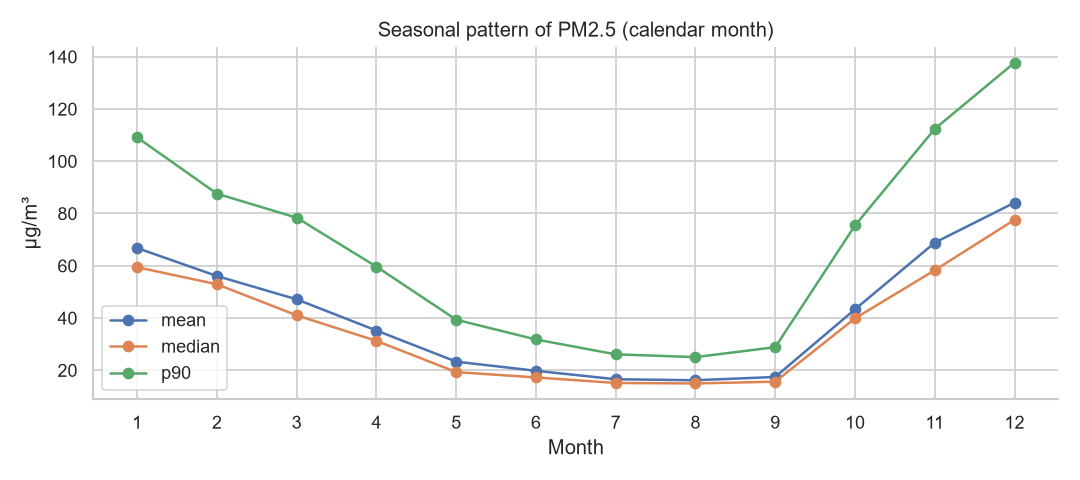 Seasonal pattern of PM2.5 (calendar month)
µg/m³
140
120
100
80
60
40
20
mean
median
p90
1 2 3 4 5 6 7 8 9 10 11 12
Month